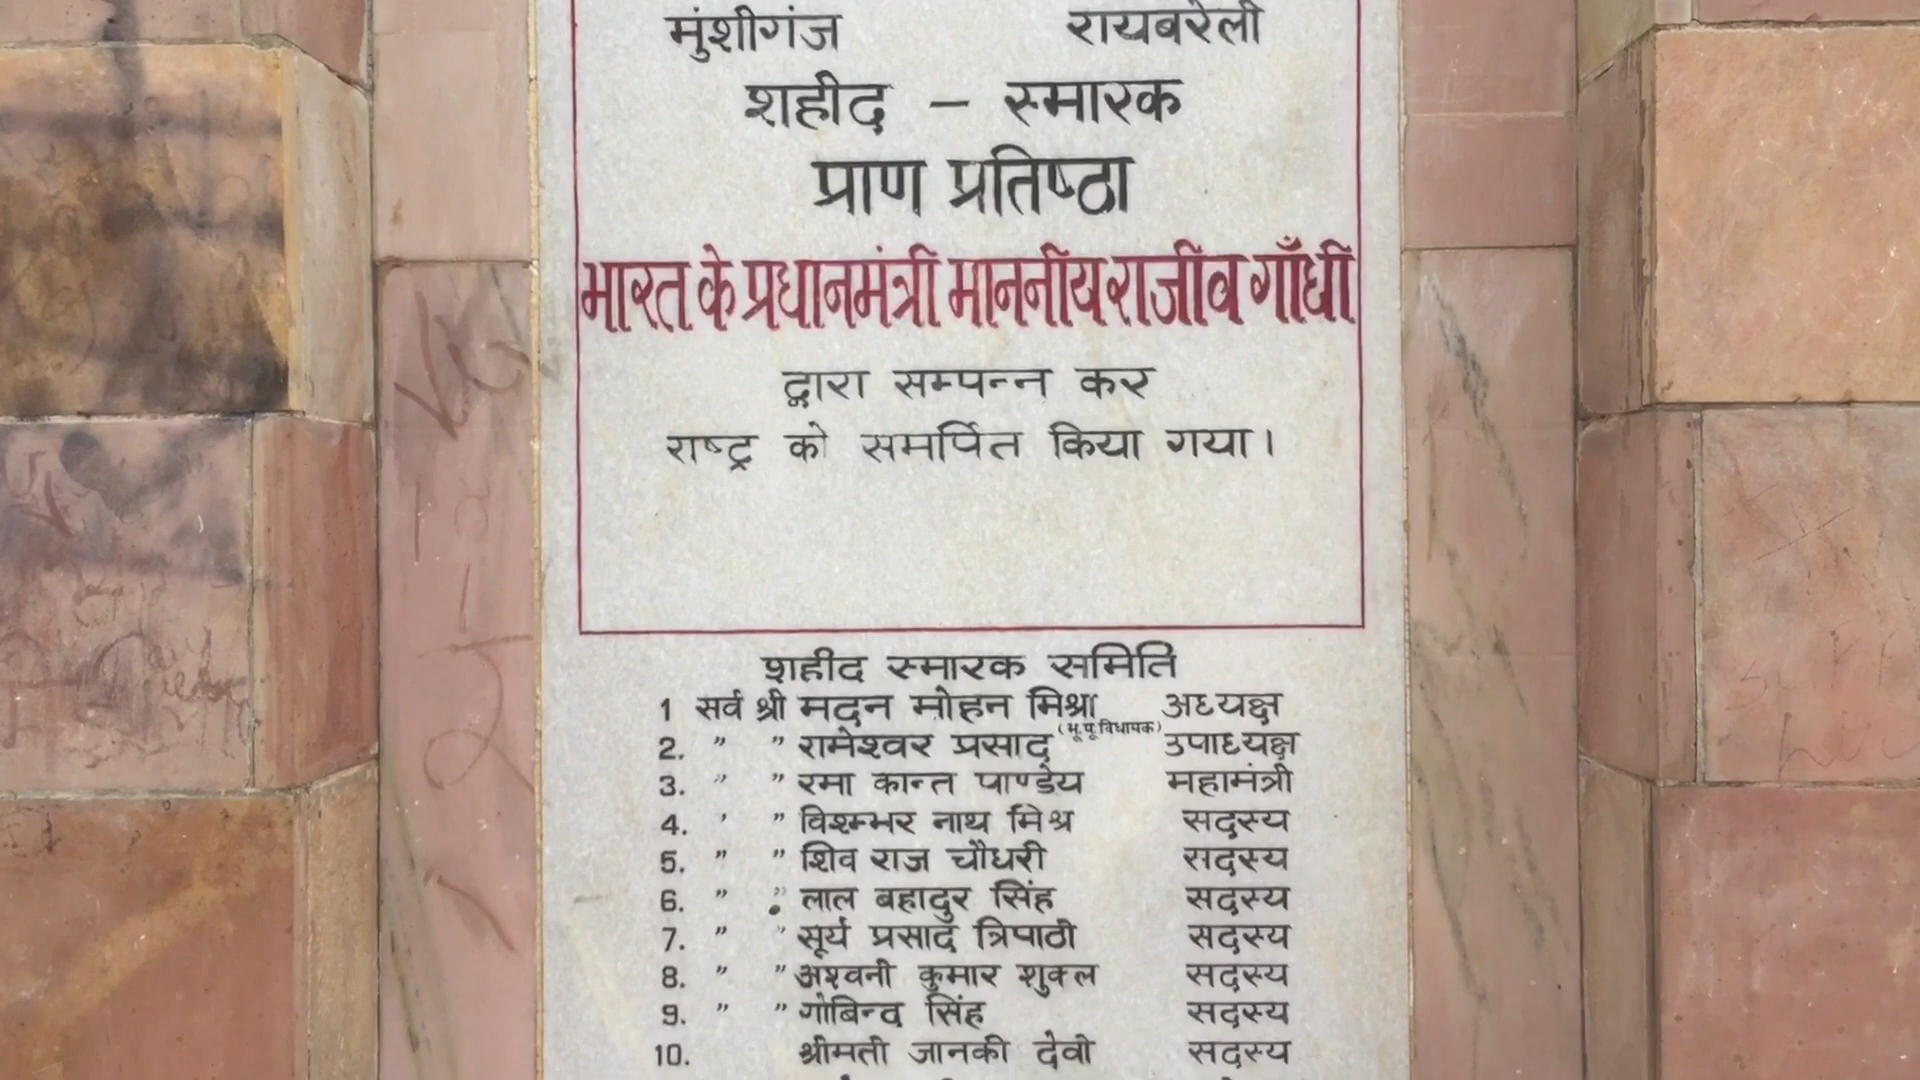 मुंशीगंज रायबरेली
शहीद - स्मारक
प्राण प्रतिष्ठा
भारत के प्रधानमंत्री माननीय राजीव गाँधी
द्वारा सम्पन्न कर
राष्ट्र को समर्पित किया गया।
शहीद स्मारक समिति
1 सर्व श्री मदन मोहन मिश्रा अध्यक्ष
2. " " रामेश्वर प्रसाद (भू.पू.विधायक) उपाध्यक्ष
3. " " रमा कान्त पाण्डेय महामंत्री
4. ' " विश्म्भर नाथ मिश्र सदस्य
5. " " शिव राज चौधरी सदस्य
6. " " लाल बहादुर सिंह सदस्य
7. " " सूर्य प्रसाद त्रिपाठी सदस्य
8. " " अश्वनी कुमार शुक्ल सदस्य
9. " " गोबिन्द सिंह सदस्य
10. श्रीमती जानकी देवी सदस्य